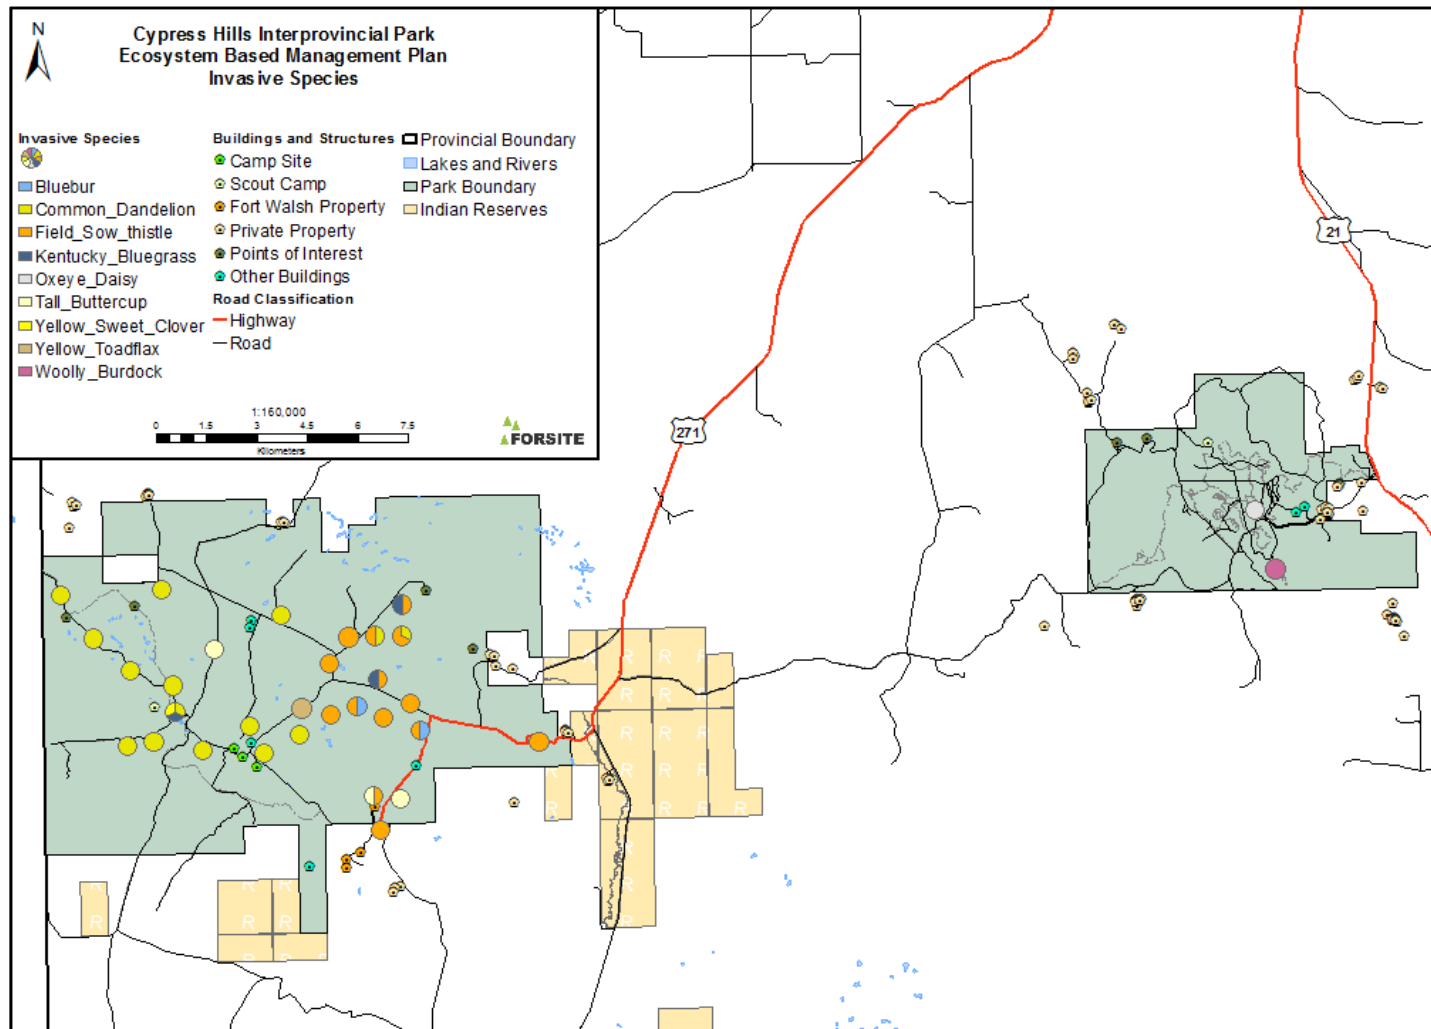 N
Cypress Hills Interprovincial Park
Ecosystem Based Management Plan
Invasive Species
Invasive Species
Bluebur
Common_Dandelion
Field_Sow_thistle
Kentucky_Bluegrass
Oxeye_Daisy
Tall_Buttercup
Yellow_Sweet_Clover
Yellow_Toadflax
Woolly_Burdock
Buildings and Structures
Camp Site
Scout Camp
Fort Walsh Property
Private Property
Points of Interest
Other Buildings
Road Classification
Highway
Road
Provincial Boundary
Lakes and Rivers
Park Boundary
Indian Reserves
1:160,000
0 1.5 3 4.5 6 7.5
Kilometers
FORSITE
21
271
R R R
R R
R R R
R R R
R R R R
R
R
R R R
R R
R